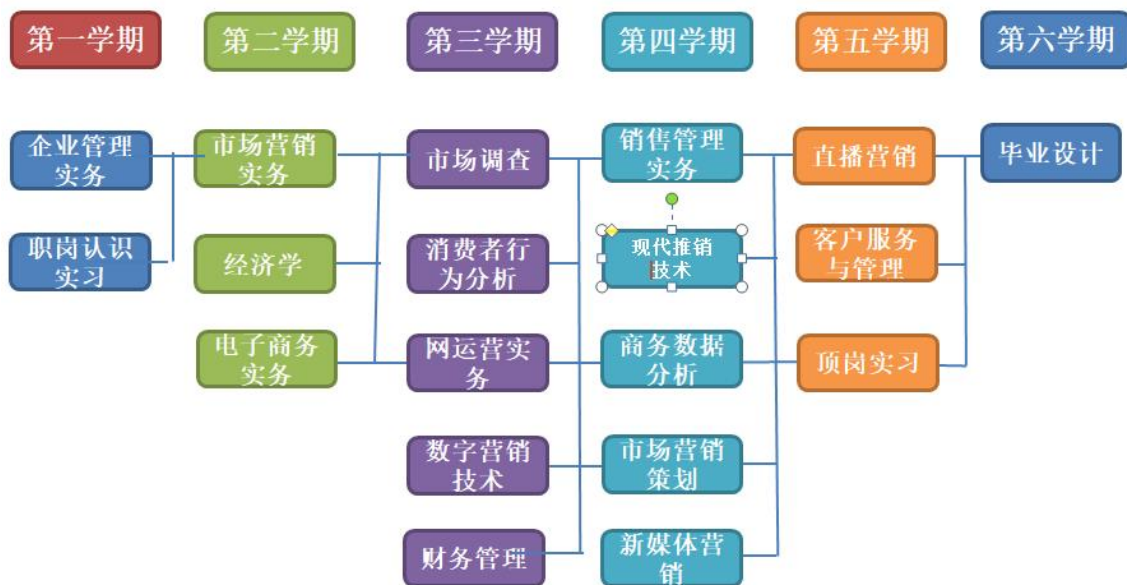 第一学期
第二学期
第三学期
第四学期
第五学期
第六学期
企业管理
实务
市场营销
实务
市场调查
销售管理
实务
直播营销
毕业设计
职岗认识
实习
经济学
消费者行
为分析
现代推销
技术
客户服务
与管理
电子商务
实务
网运营实
务
商务数据
分析
顶岗实习
数字营销
技术
市场营销
策划
财务管理
新媒体营
销